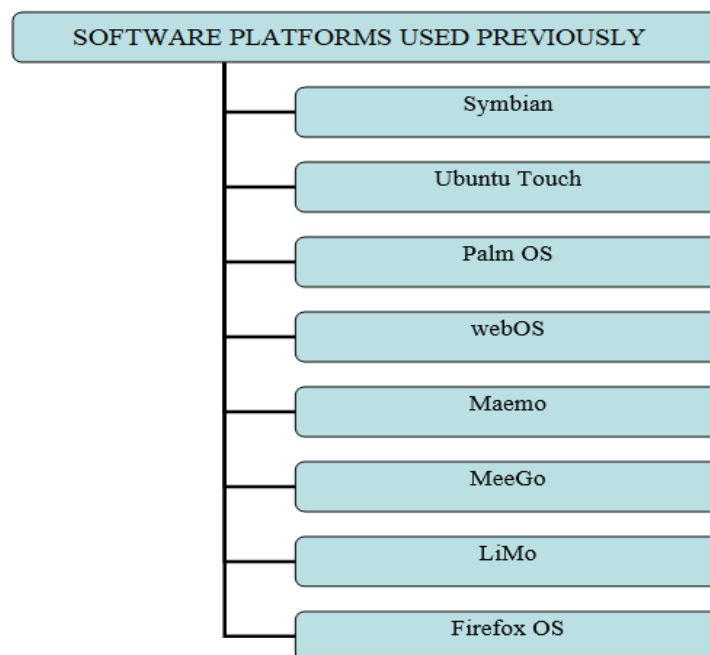 SOFTWARE PLATFORMS USED PREVIOUSLY
Symbian
Ubuntu Touch
Palm OS
webOS
Maemo
MeeGo
LiMo
Firefox OS